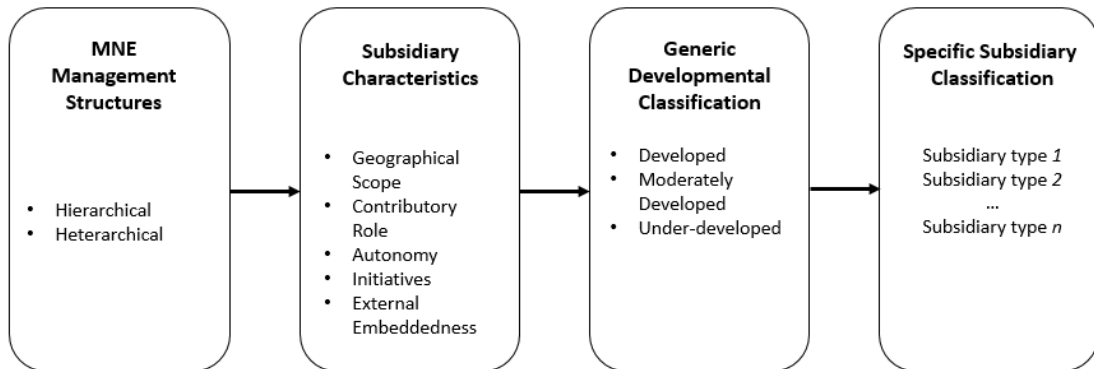 MNE
Management
Structures
• Hierarchical
• Heterarchical
Subsidiary
Characteristics
• Geographical
Scope
• Contributory
Role
• Autonomy
• Initiatives
• External
Embeddedness
Generic
Developmental
Classification
• Developed
• Moderately
Developed
• Under-developed
Specific Subsidiary
Classification
Subsidiary type 1
Subsidiary type 2
...
Subsidiary type n